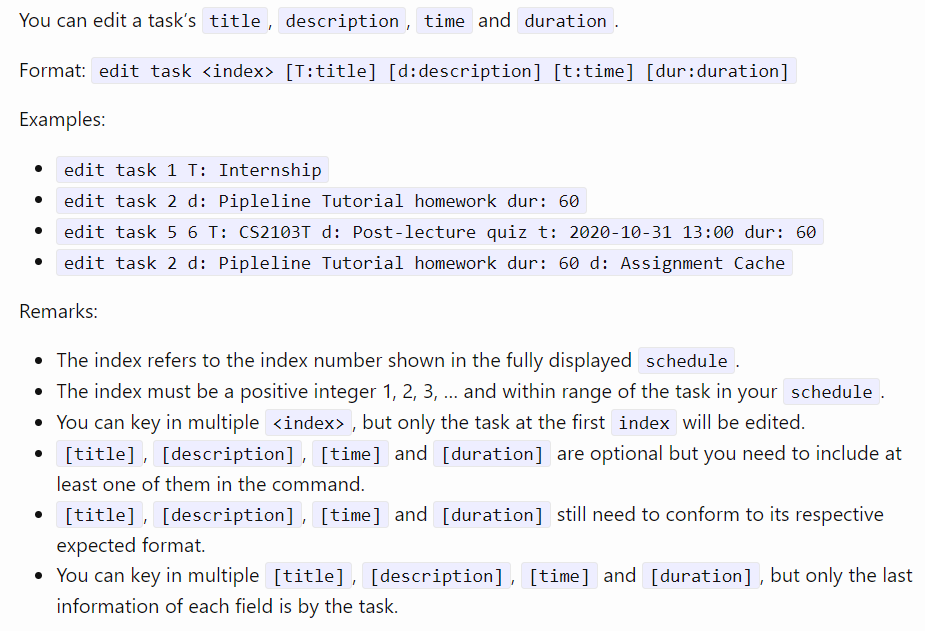 You can edit a task’s title, description, time and duration.
Format: edit task <index> [T:title] [d:description] [t:time] [dur:duration]
Examples:
• edit task 1 T: Internship
• edit task 2 d: Pipleline Tutorial homework dur: 60
• edit task 5 6 T: CS2103T d: Post-lecture quiz t: 2020-10-31 13:00 dur: 60
• edit task 2 d: Pipleline Tutorial homework dur: 60 d: Assignment Cache
Remarks:
• The index refers to the index number shown in the fully displayed schedule.
• The index must be a positive integer 1, 2, 3, … and within range of the task in your schedule.
• You can key in multiple <index>, but only the task at the first index will be edited.
• [title], [description], [time] and [duration] are optional but you need to include at
least one of them in the command.
• [title], [description], [time] and [duration] still need to conform to its respective
expected format.
• You can key in multiple [title], [description], [time] and [duration], but only the last
information of each field is by the task.